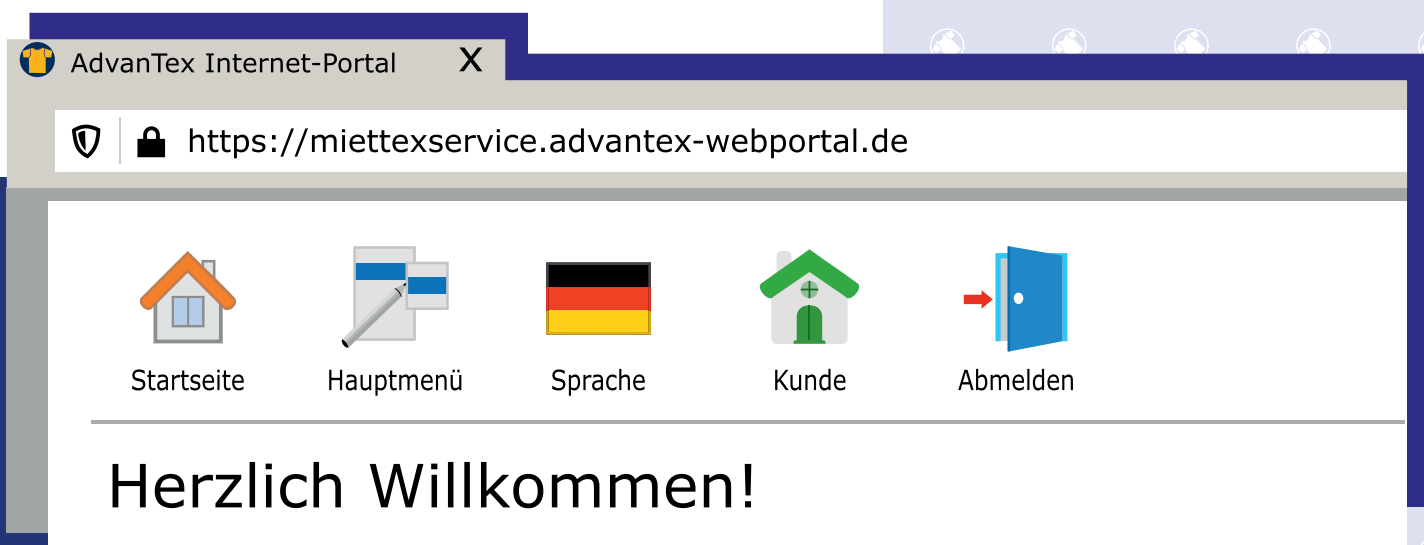 AdvanTex Internet-Portal X
https://miettexservice.advantex-webportal.de
Startseite Hauptmenü Sprache Kunde Abmelden
Herzlich Willkommen!